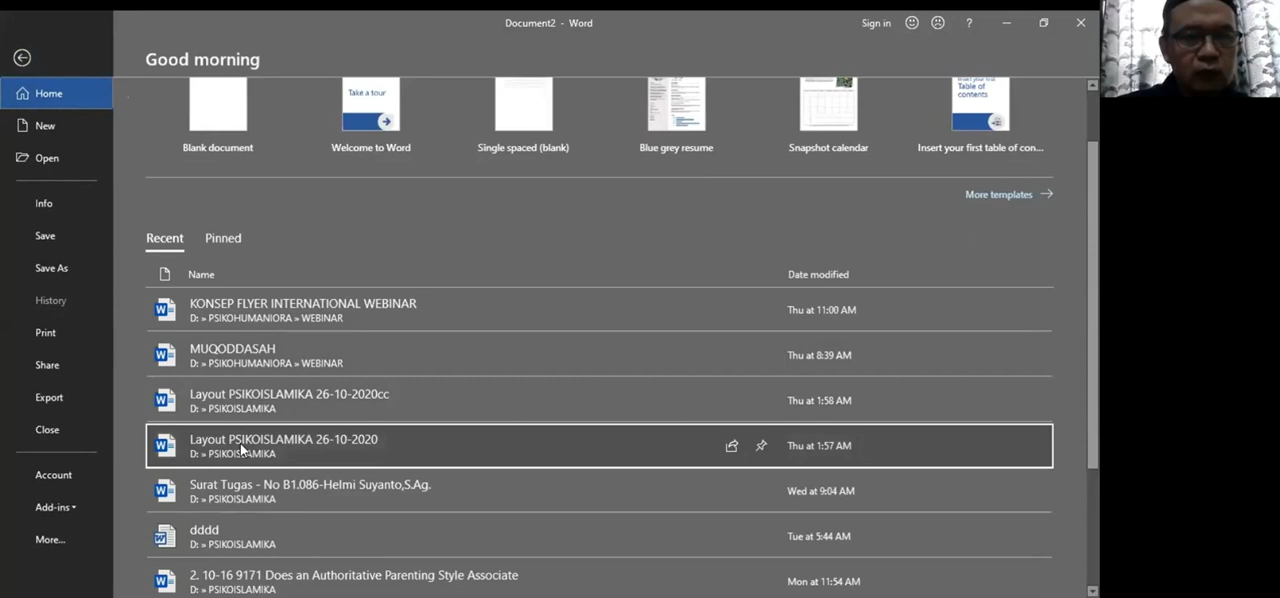 Document2 - Word
Sign in
?
Good morning
Home
New
Open
Info
Save
Save As
History
Print
Share
Export
Close
Account
Add-ins
More...
Take a tour
Insert your first
Table of
contents
Blank document
Welcome to Word
Single spaced (blank)
Blue grey resume
Snapshot calendar
Insert your first table of con...
More templates
Recent
Pinned
Name
Date modified
KONSEP FLYER INTERNATIONAL WEBINAR
D: » PSIKOHUMANIORA » WEBINAR
Thu at 11:00 AM
MUQODDASAH
D: » PSIKOHUMANIORA » WEBINAR
Thu at 8:39 AM
Layout PSIKOISLAMIKA 26-10-2020cc
D: » PSIKOISLAMIKA
Thu at 1:58 AM
Layout PSIKOISLAMIKA 26-10-2020
D: » PSIKOISLAMIKA
Thu at 1:57 AM
Surat Tugas - No B1.086-Helmi Suyanto,S.Ag.
D: » PSIKOISLAMIKA
Wed at 9:04 AM
dddd
D: » PSIKOISLAMIKA
Tue at 5:44 AM
2. 10-16 9171 Does an Authoritative Parenting Style Associate
D: » PSIKOISLAMIKA
Mon at 11:54 AM